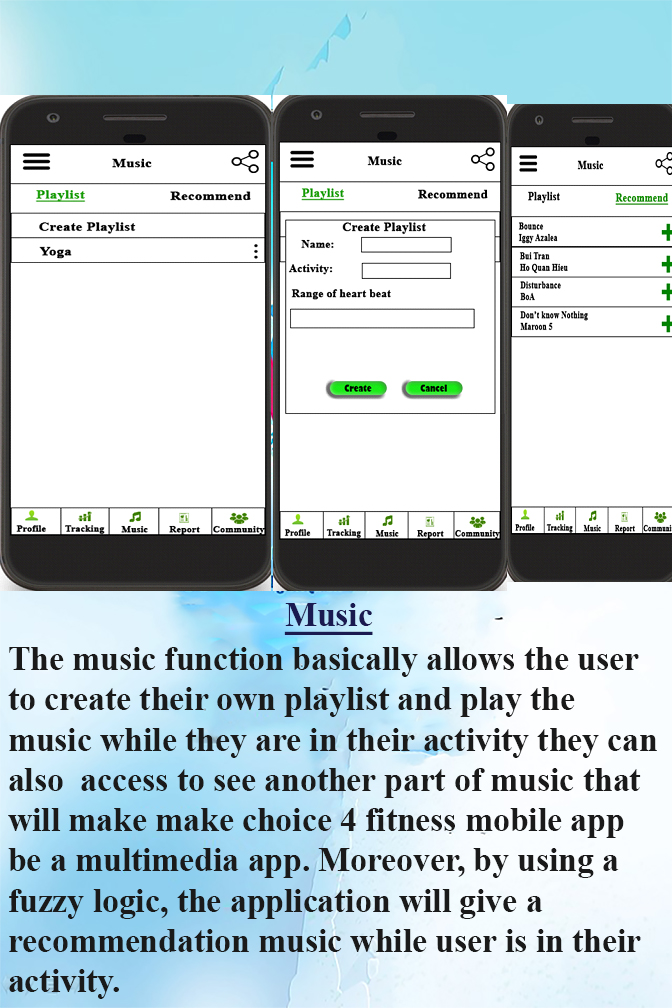 Music
Playlist Recommend
Create Playlist
Yoga
Profile Tracking Music Report Community
Music
Playlist Recommend
Create Playlist
Name:
Activity:
Range of heart beat
Create Cancel
Profile Tracking Music Report Community
Music
Playlist Recommend
Bounce
Iggy Azalea
Bui Tran
Ho Quan Hieu
Disturbance
BoA
Don't know Nothing
Maroon 5
Profile Tracking Music Report Communi
Music
The music function basically allows the user
to create their own playlist and play the
music while they are in their activity they can
also access to see another part of music that
will make make choice 4 fitness mobile app
be a multimedia app. Moreover, by using a
fuzzy logic, the application will give a
recommendation music while user is in their
activity.